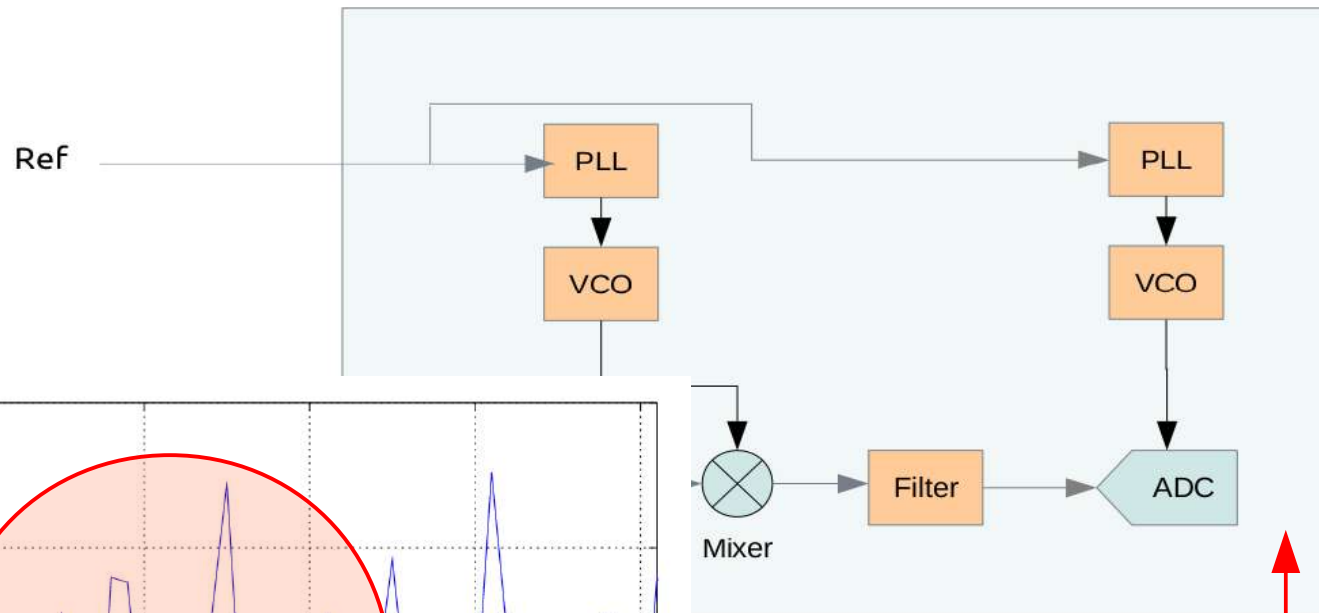 Ref
PLL
PLL
VCO
VCO
Filter
ADC
Mixer